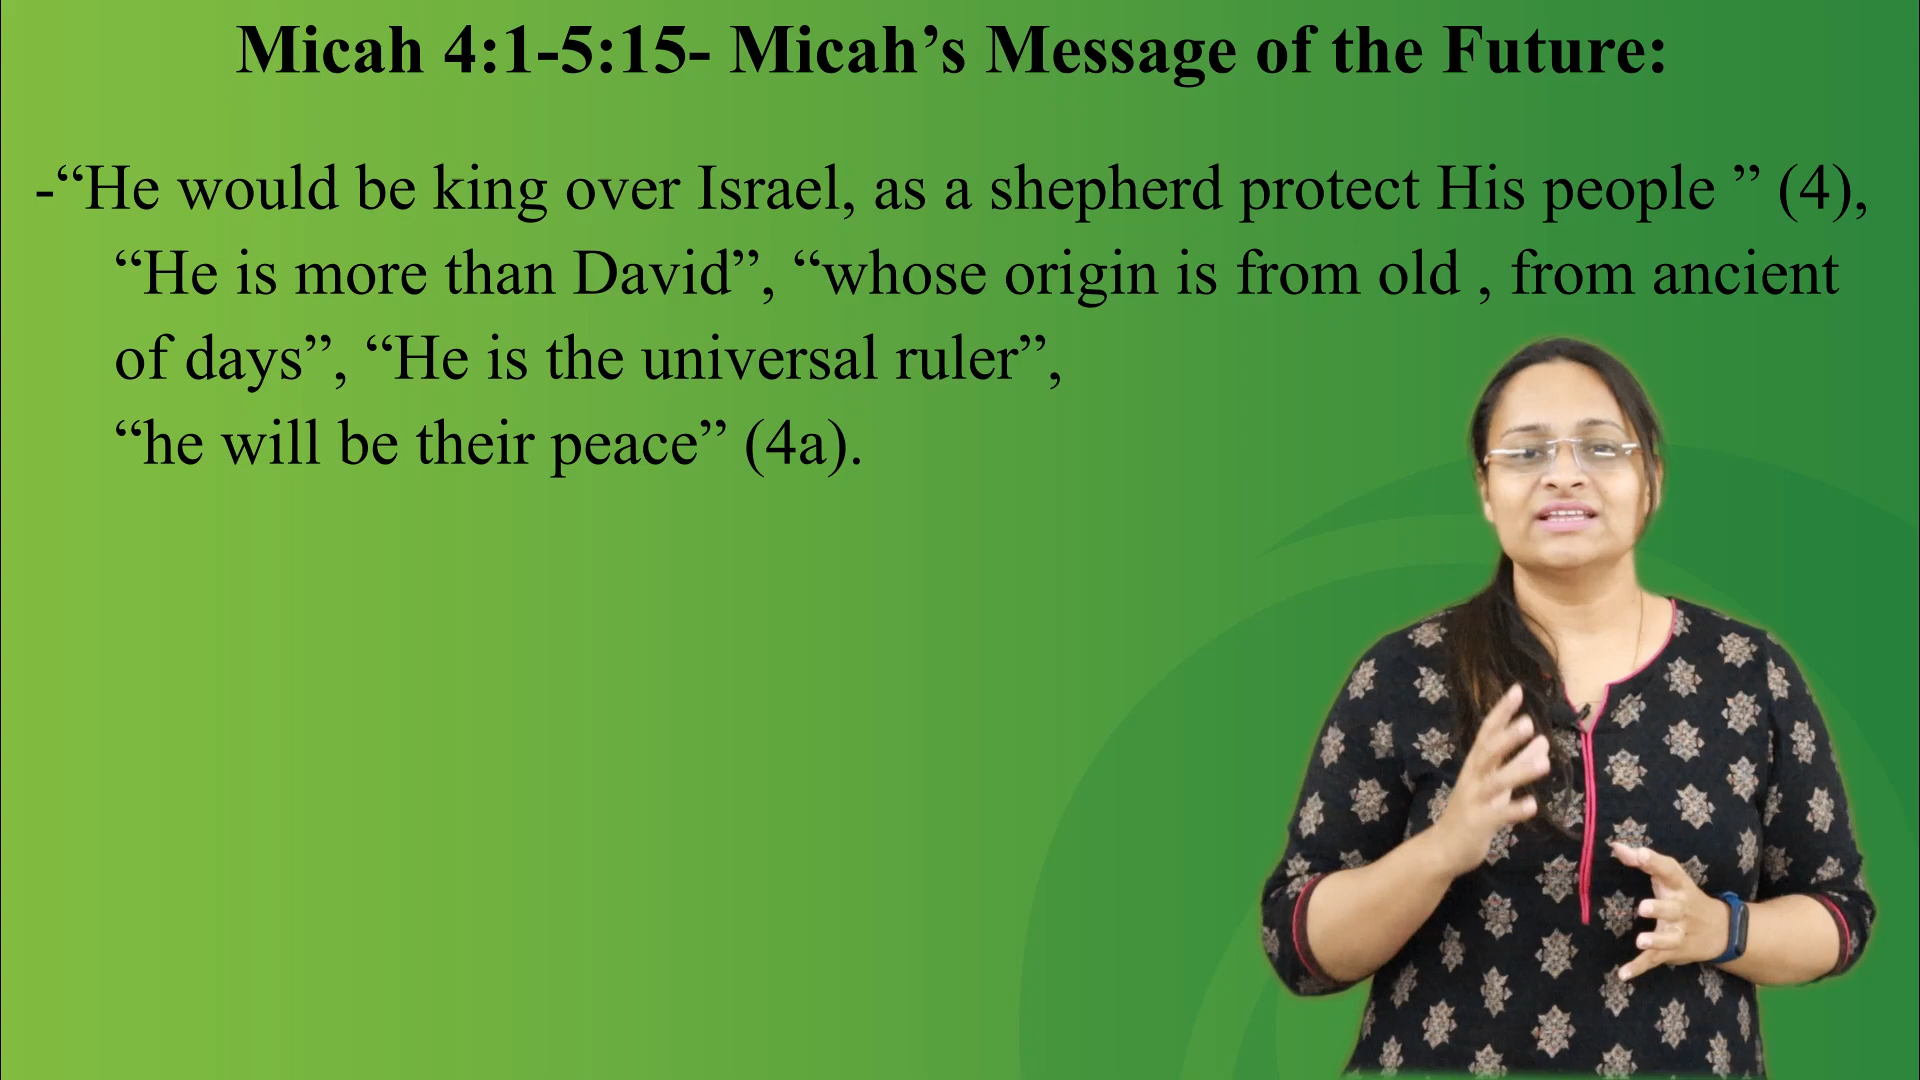 Micah 4:1-5:15- Micah’s Message of the Future:
-“He would be king over Israel, as a shepherd protect His people ” (4),
“He is more than David”, “whose origin is from old , from ancient
of days”, “He is the universal ruler”,
“he will be their peace” (4a).